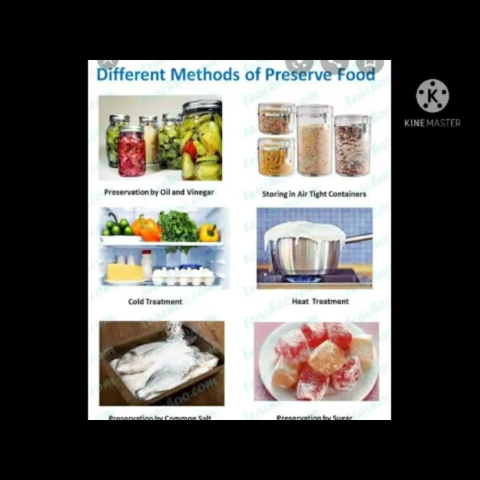 Different Methods of Preserve Food
KINEMASTER
Preservation by Oil and Vinegar
Storing in Air Tight Containers
Cold Treatment
Heat Treatment
Preservation by Common Salt
Preservation by Sugar